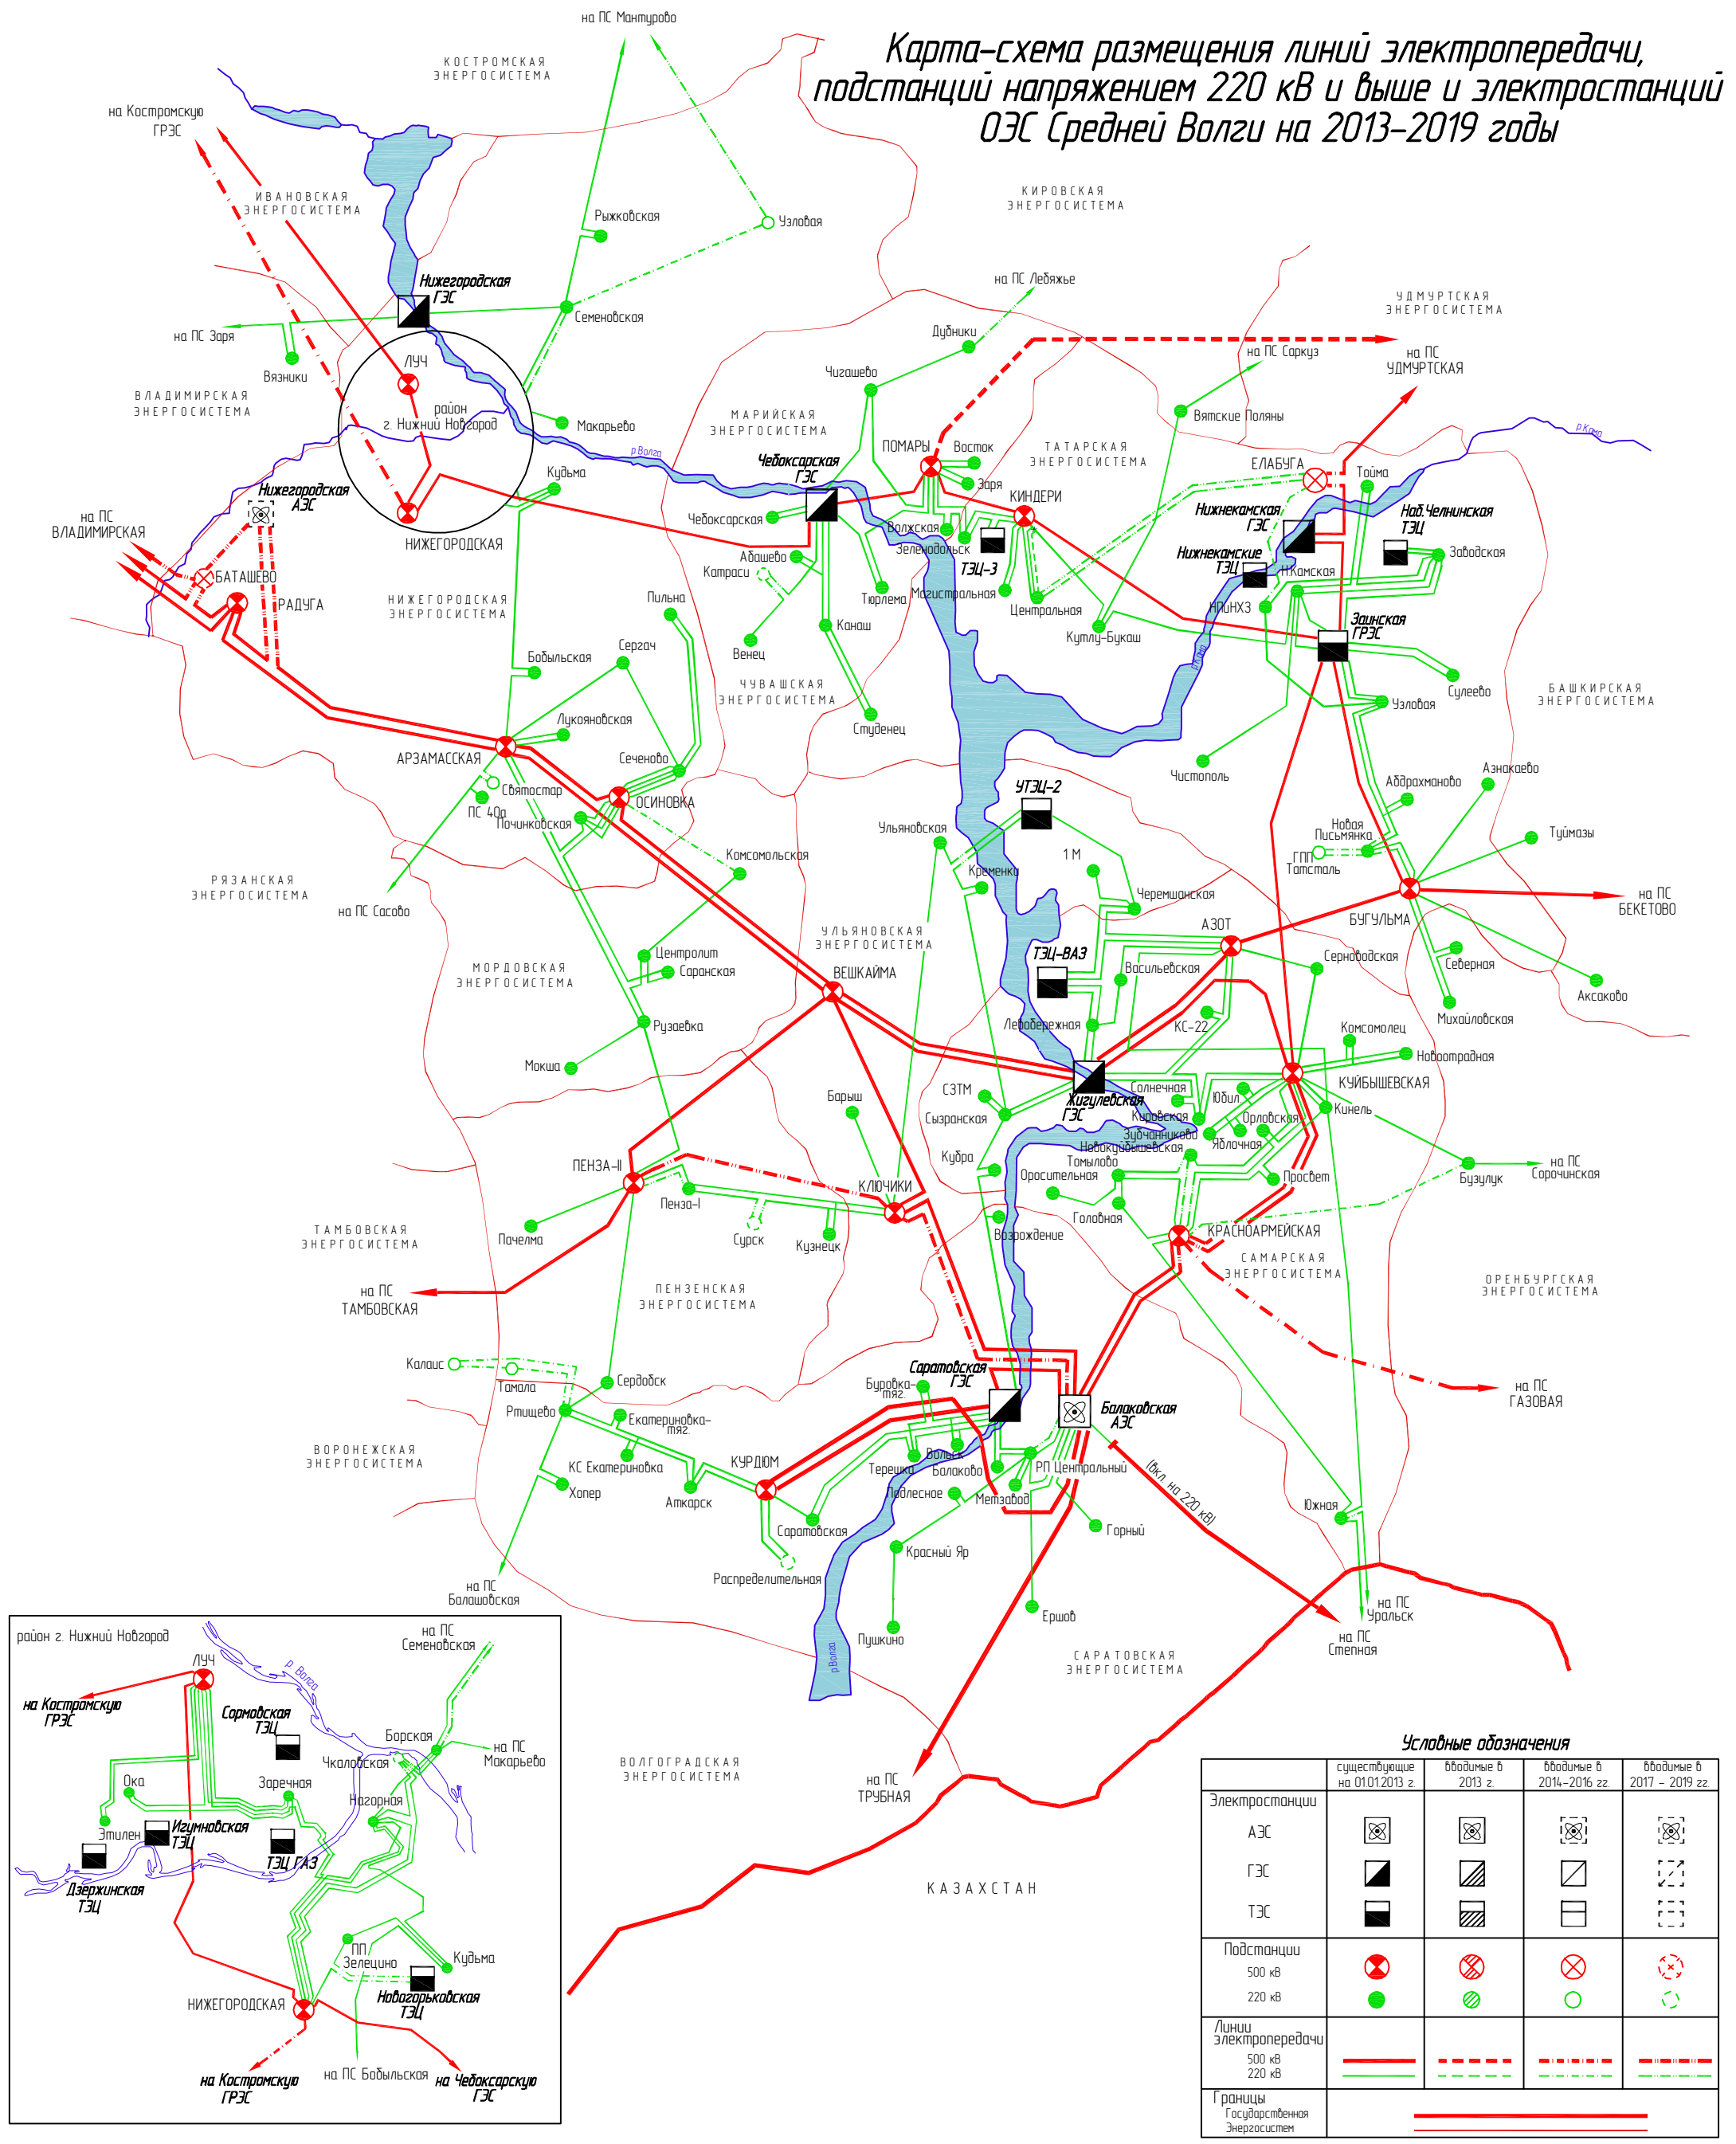 Карта-схема размещения линий электропередачи,
подстанций напряжением 220 кВ и выше и электростанций
ОЭС Средней Волги на 2013-2019 годы
на ПС Мантурово
КОСТРОМСКАЯ
ЭНЕРГОСИСТЕМА
на Костромскую
ГРЭС
ИВАНОВСКАЯ
ЭНЕРГОСИСТЕМА
КИРОВСКАЯ
ЭНЕРГОСИСТЕМА
Рыжковская
Узловая
Нижегородская
ГЭС
Семеновская
на ПС Заря
Вязники
на ПС Лебяжье
УДМУРТСКАЯ
ЭНЕРГОСИСТЕМА
Дубники
на ПС Саркуз
на ПС
УДМУРТСКАЯ
ЛУЧ
Чигашево
ВЛАДИМИРСКАЯ
ЭНЕРГОСИСТЕМА
район
г. Нижний Новгород
Макарьево
МАРИЙСКАЯ
ЭНЕРГОСИСТЕМА
Вятские Поляны
р.Кама
р.Волга
ПОМАРЫ
Восток
ТАТАРСКАЯ
ЭНЕРГОСИСТЕМА
Чебоксарская
ГЭС
ЕЛАБУГА
Тойма
Кудьма
Заря
КИНДЕРИ
Нижегородская
АЭС
Нижнекамская
ГЭС
Наб.Челнинская
ТЭЦ
на ПС
ВЛАДИМИРСКАЯ
Чебоксарская
Волжская
НИЖЕГОРОДСКАЯ
Зеленодольск
Нижнекамские
ТЭЦ
Заводская
Абашево
Катраси
ТЭЦ-3
Н.Камская
БАТАШЕВО
Магистральная
РАДУГА
НИЖЕГОРОДСКАЯ
ЭНЕРГОСИСТЕМА
Пильна
Тюрлема
Центральная
НПиНХЗ
Канаш
Кутлу-Букаш
Заинская
ГРЭС
Сергач
Венец
р.Кама
Бобыльская
ЧУВАШСКАЯ
ЭНЕРГОСИСТЕМА
Сулеево
БАШКИРСКАЯ
ЭНЕРГОСИСТЕМА
Узловая
Лукояновская
Студенец
АРЗАМАССКАЯ
Сеченово
Чистополь
Святостар
Азнакаево
Абдрахманово
ПС 40а
ОСИНОВКА
УТЭЦ-2
Починковская
Ульяновская
Новая
Письмянка
Туймазы
Комсомольская
1 М
ГПП
Татсталь
Кременки
РЯЗАНСКАЯ
ЭНЕРГОСИСТЕМА
Черемшанская
на ПС
БЕКЕТОВО
на ПС Сасово
АЗОТ
БУГУЛЬМА
УЛЬЯНОВСКАЯ
ЭНЕРГОСИСТЕМА
Центролит
ТЭЦ-ВАЗ
Серноводская
МОРДОВСКАЯ
ЭНЕРГОСИСТЕМА
Саранская
ВЕШКАЙМА
Васильевская
Северная
Аксаково
Рузаевка
Левобережная
КС-22
Михайловская
Комсомолец
Новоотрадная
Мокша
Барыш
СЗТМ
Солнечная
КУЙБЫШЕВСКАЯ
Жигулевская
ГЭС
Юбил
Сызранская
Кировская
Орловская
Кинель
Зубчаниново
Яблочная
Новокуйбышевская
ПЕНЗА-II
Кубра
Томылово
на ПС
Сорочинская
Бузулук
Просвет
Оросительная
КЛЮЧИКИ
Пенза-I
Головная
ТАМБОВСКАЯ
ЭНЕРГОСИСТЕМА
Пачелма
Сурск
Кузнецк
Возрождение
КРАСНОАРМЕЙСКАЯ
САМАРСКАЯ
ЭНЕРГОСИСТЕМА
на ПС
ТАМБОВСКАЯ
ПЕНЗЕНСКАЯ
ЭНЕРГОСИСТЕМА
ОРЕНБУРГСКАЯ
ЭНЕРГОСИСТЕМА
Калаис
Тамала
Сердобск
Саратовская
ГЭС
Буровка-
тяг.
на ПС
ГАЗОВАЯ
Балаковская
АЭС
Ртищево
Екатериновка-
тяг.
ВОРОНЕЖСКАЯ
ЭНЕРГОСИСТЕМА
КС Екатериновка
КУРДЮМ
Терешка
Вольск
Балаково
РП Центральный
(вкл. на 220 кВ)
Хопер
Аткарск
Подлесное
Метзавод
Саратовская
Горный
Южная
Красный Яр
Распределительная
на ПС
Балашовская
Ершов
на ПС
Уральск
Пушкино
на ПС
Степная
р.Волга
САРАТОВСКАЯ
ЭНЕРГОСИСТЕМА
ВОЛГОГРАДСКАЯ
ЭНЕРГОСИСТЕМА
на ПС
ТРУБНАЯ
КАЗАХСТАН
район г. Нижний Новгород
на ПС
Семеновская
ЛУЧ
р. Волга
на Костромскую
ГРЭС
Сормовская
ТЭЦ
Борская
на ПС
Макарьево
Чкаловская
Ока
Заречная
Нагорная
Этилен
Игумновская
ТЭЦ
ТЭЦ ГАЗ
Дзержинская
ТЭЦ
ПП
Зелецино
Кудьма
Новогорьковская
ТЭЦ
НИЖЕГОРОДСКАЯ
на Костромскую
ГРЭС
на ПС Бобыльская
на Чебоксарскую
ГЭС
Условные обозначения
существующие
на 01.01.2013 г.
вводимые в
2013 г.
вводимые в
2014-2016 гг.
вводимые в
2017 - 2019 гг.
Электростанции
АЭС
ГЭС
ТЭС
Подстанции
500 кВ
220 кВ
Линии
электропередачи
500 кВ
220 кВ
Границы
Государственная
Энергосистем